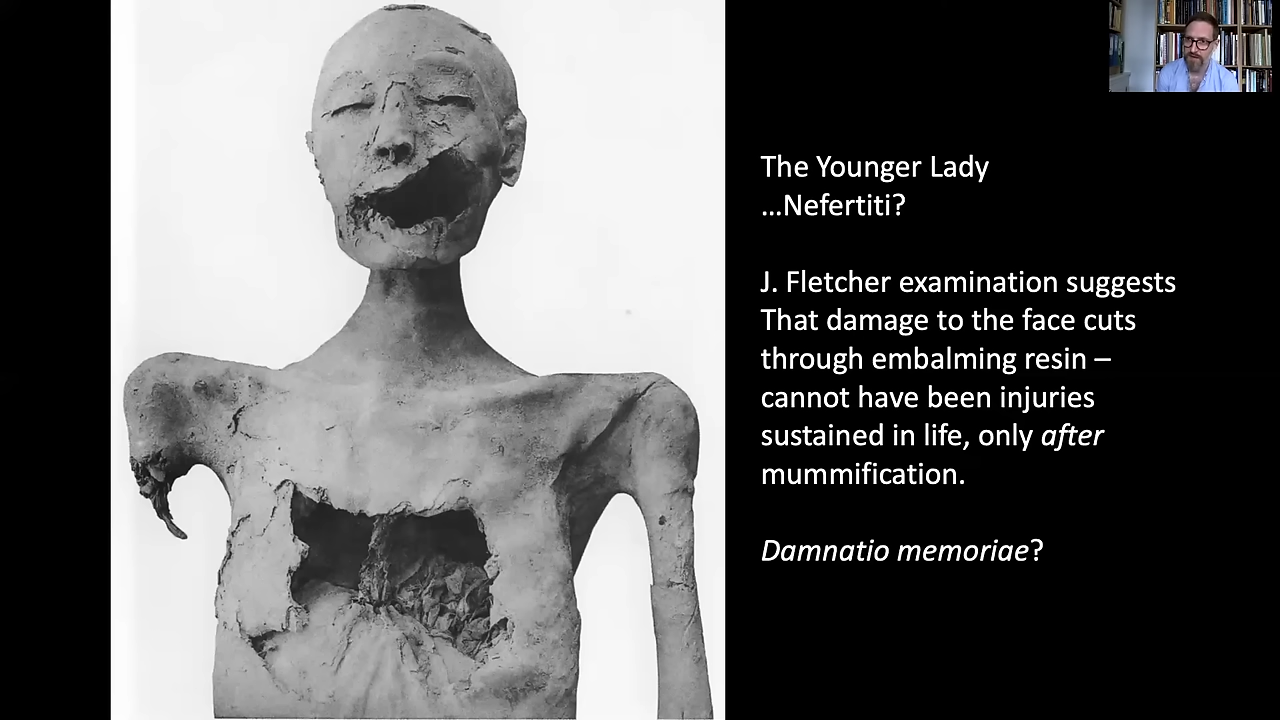 The Younger Lady
…Nefertiti?
J. Fletcher examination suggests
That damage to the face cuts
through embalming resin –
cannot have been injuries
sustained in life, only after
mummification.
Damnatio memoriae?